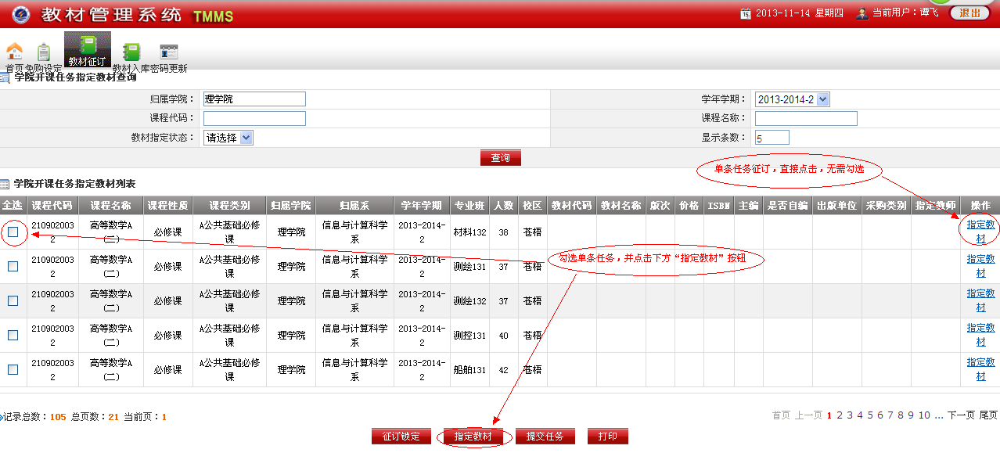 教材管理系统 TMMS
15 2013-11-14 星期四 当前用户：谭飞 退出
首页 免购设定 教材征订 教材入库 密码更新
学院开课任务指定教材查询
归属学院： 理学院 学年学期： 2013-2014-2
课程代码： 课程名称：
教材指定状态： 请选择 显示条数： 5
查询
单条任务征订，直接点击，无需勾选
学院开课任务指定教材列表
全选 课程代码 课程名称 课程性质 课程类别 归属学院 归属系 学年学期 专业班 人数 校区 教材代码 教材名称 版次 价格 ISBN 主编 是否自编 出版单位 采购类别 指定教师 操作
2109020032 高等数学A(二) 必修课 A公共基础必修课 理学院 信息与计算科学系 2013-2014-2 材料132 38 苍梧 指定教材
勾选单条任务，并点击下方“指定教材”按钮
2109020032 高等数学A(二) 必修课 A公共基础必修课 理学院 信息与计算科学系 2013-2014-2 测绘131 37 苍梧 指定教材
2109020032 高等数学A(二) 必修课 A公共基础必修课 理学院 信息与计算科学系 2013-2014-2 测绘132 37 苍梧 指定教材
2109020032 高等数学A(二) 必修课 A公共基础必修课 理学院 信息与计算科学系 2013-2014-2 测控131 40 苍梧 指定教材
2109020032 高等数学A(二) 必修课 A公共基础必修课 理学院 信息与计算科学系 2013-2014-2 船舶131 42 苍梧 指定教材
记录总数：105 总页数：21 当前页：1 首页 上一页 1 2 3 4 5 6 7 8 9 10 ... 下一页 尾页
征订锁定 指定教材 提交任务 打印